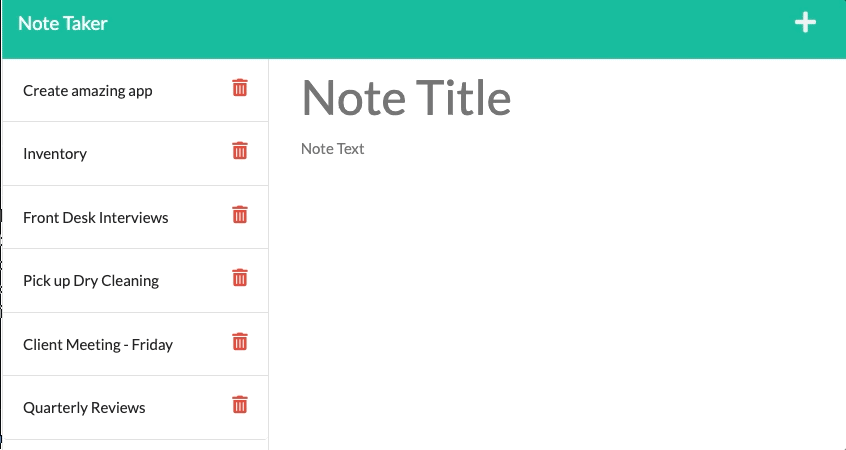 Note Taker
Create amazing app
Inventory
Front Desk Interviews
Pick up Dry Cleaning
Client Meeting - Friday
Quarterly Reviews
Note Title
Note Text